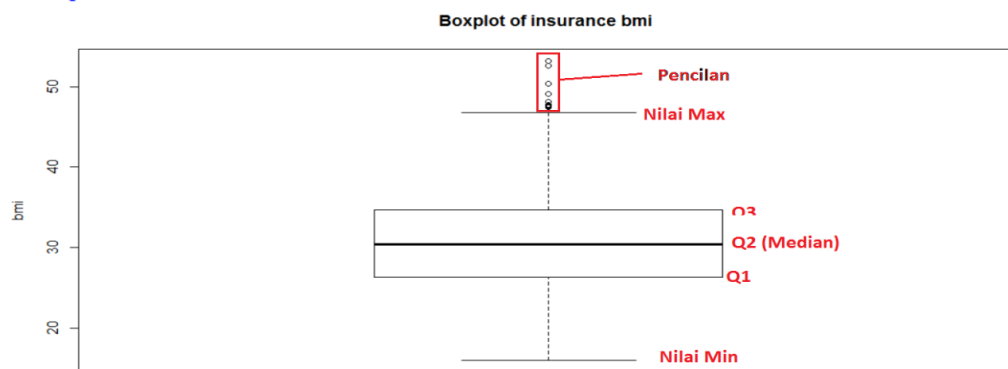 Boxplot of insurance bmi
50
Pencilan
Nilai Max
40
bmi
Q3
30
Q2 (Median)
Q1
20
Nilai Min